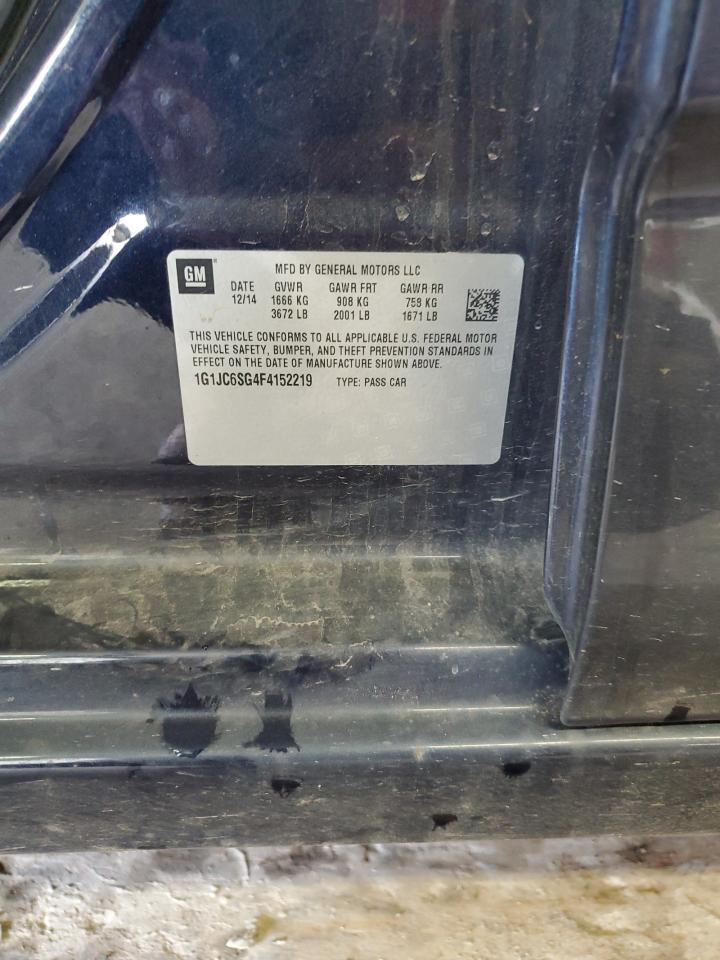 GM
MFD BY GENERAL MOTORS LLC
DATE GVWR GAWR FRT GAWR RR
12/14 1666 KG 908 KG 758 KG
3672 LB 2001 LB 1671 LB
THIS VEHICLE CONFORMS TO ALL APPLICABLE U.S. FEDERAL MOTOR
VEHICLE SAFETY, BUMPER, AND THEFT PREVENTION STANDARDS IN
EFFECT ON THE DATE OF MANUFACTURE SHOWN ABOVE.
1G1JC6SG4F4152219 TYPE: PASS CAR